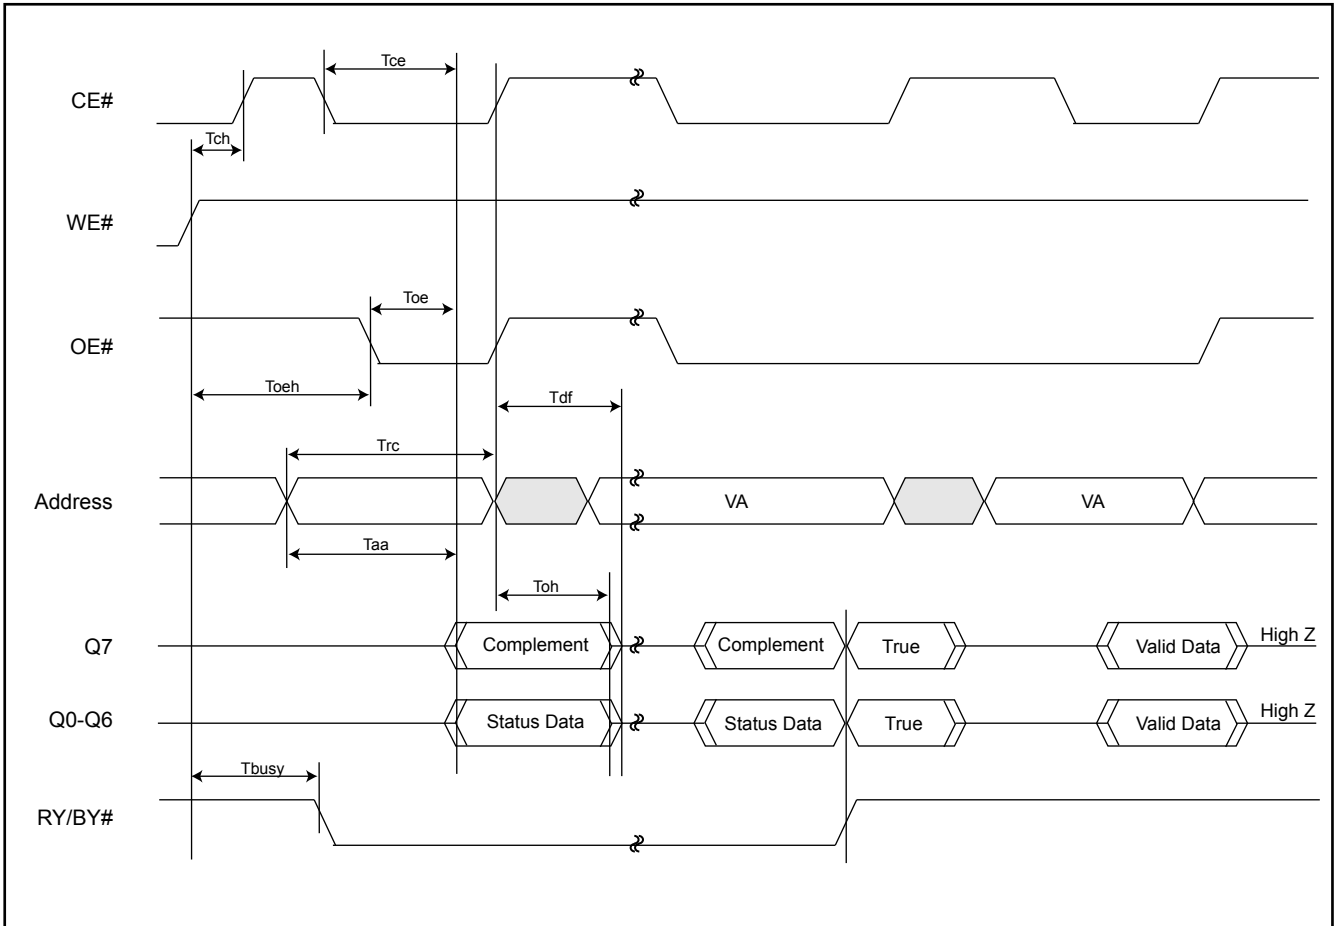 Tce
CE#
Tch
WE#
Toe
OE#
Toeh
Tdf
Trc
Address VA VA
Taa
Toh
Q7 Complement Complement True Valid Data High Z
Q0-Q6 Status Data Status Data True Valid Data High Z
Tbusy
RY/BY#